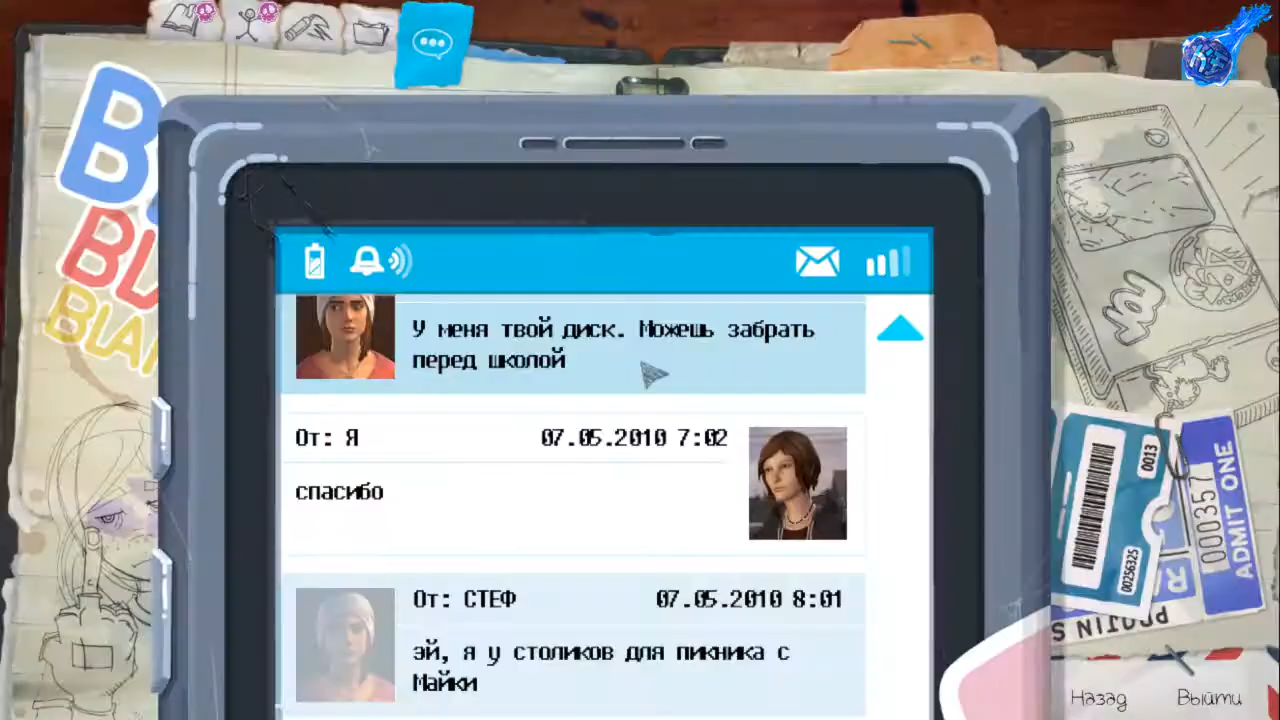 У меня твой диск. Можешь забрать
перед школой
От: Я 07.05.2010 7:02
спасибо
От: СТЕФ 07.05.2010 8:01
эй, я у столиков для пикника с
Майки
0013
00256325
000357
ADMIT ONE
Назад Выйти